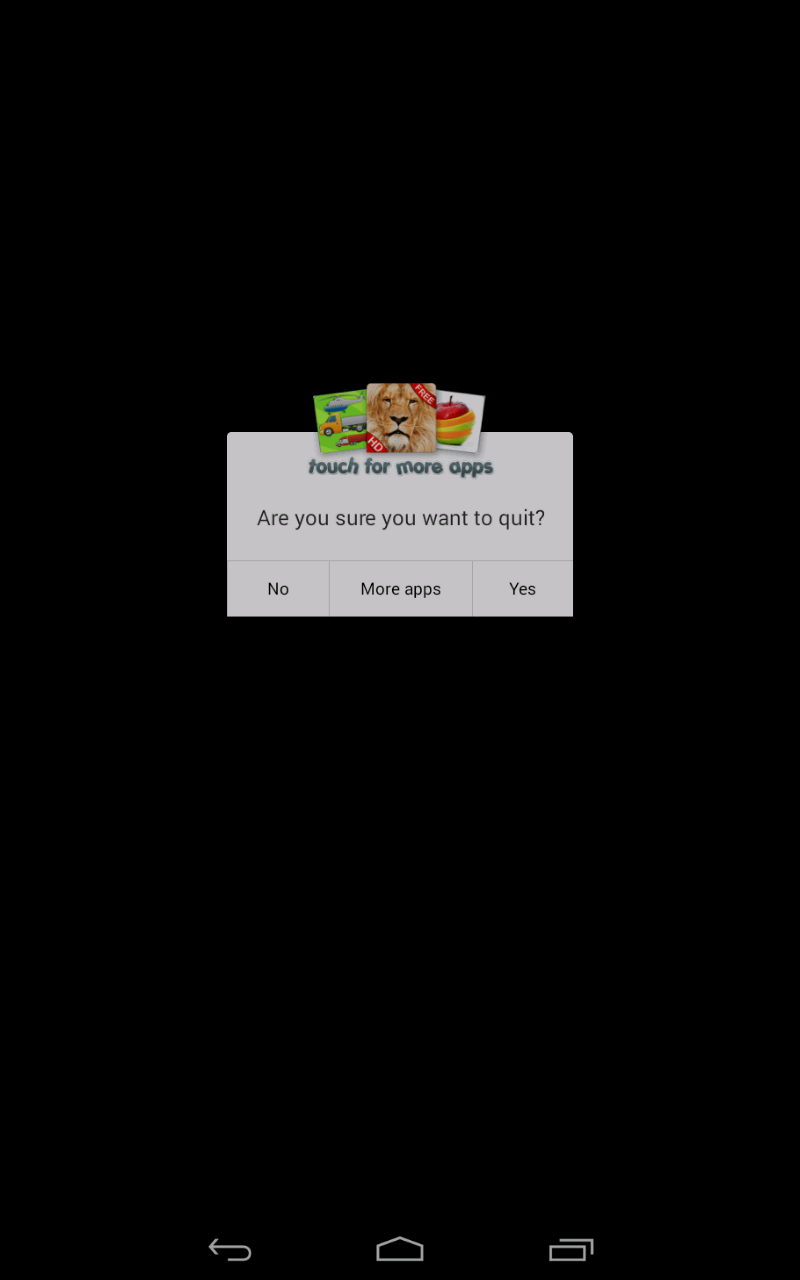 FREE
HD
touch for more apps
Are you sure you want to quit?
No
More apps
Yes